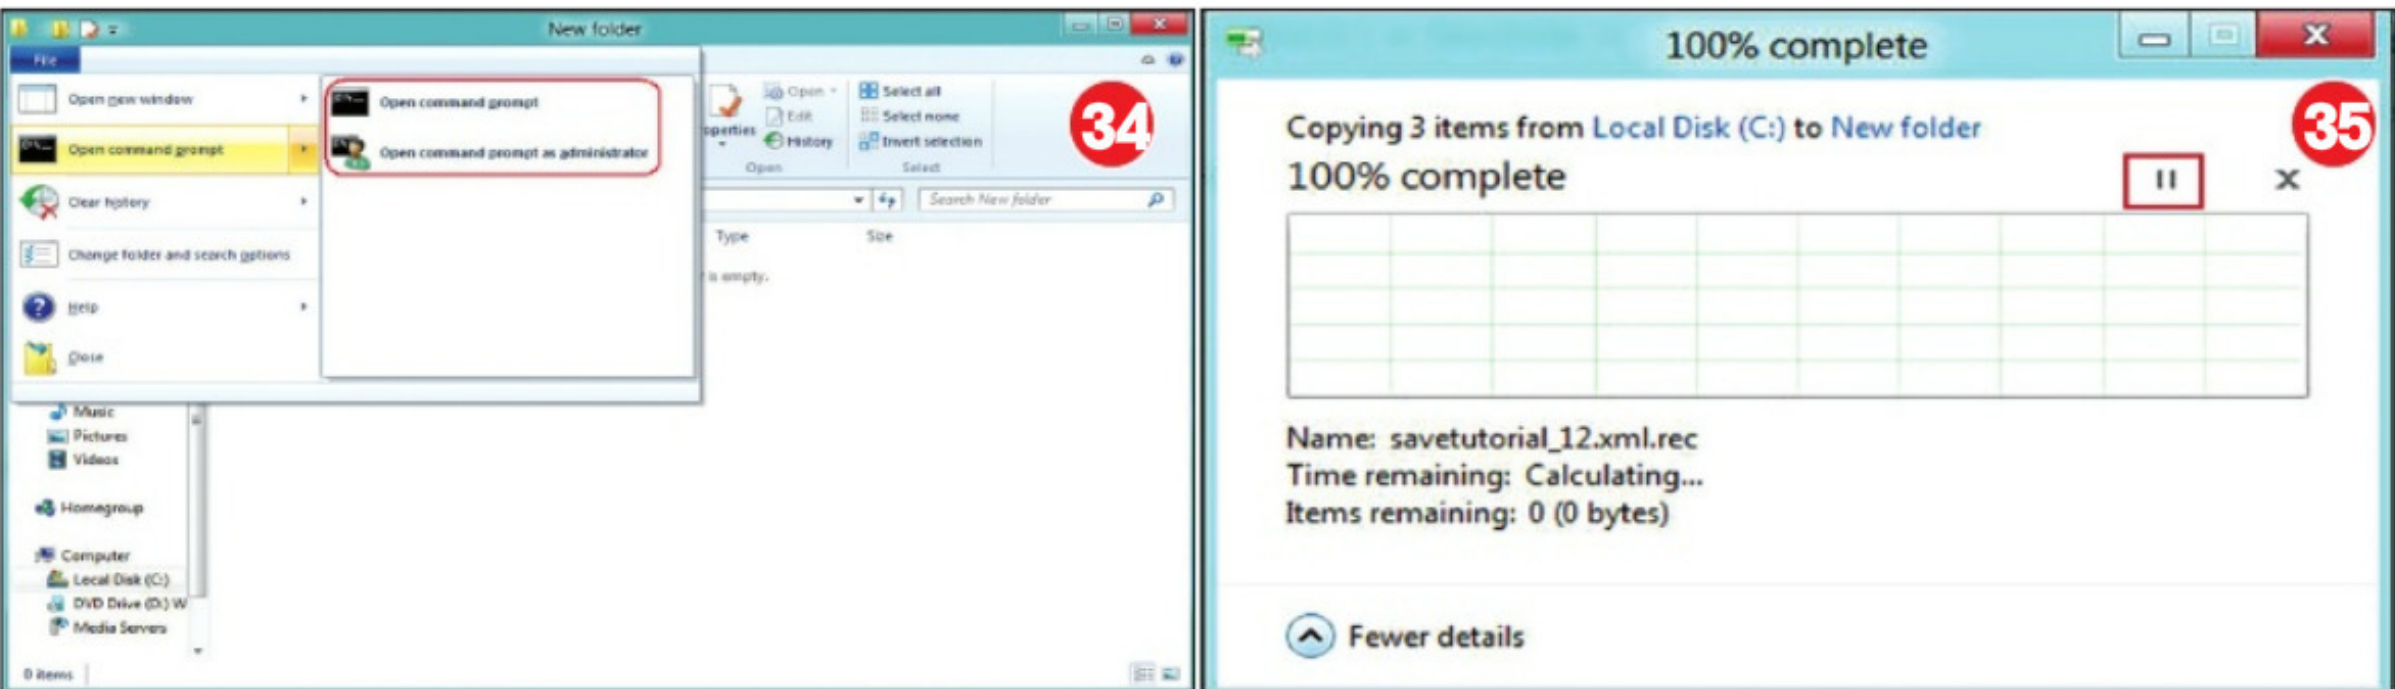 New folder
File
Open new window
Open command prompt
Clear history
Change folder and search options
Help
Close
Open command prompt
Open command prompt as administrator
operties
Open
Edit
History
Open
Select all
Select none
Invert selection
Select
34
Search New folder
Type
Size
is empty.
Music
Pictures
Videos
Homegroup
Computer
Local Disk (C:)
DVD Drive (D:) W
Media Servers
0 items
100% complete
35
Copying 3 items from Local Disk (C:) to New folder
100% complete
Name: savetutorial_12.xml.rec
Time remaining: Calculating...
Items remaining: 0 (0 bytes)
Fewer details